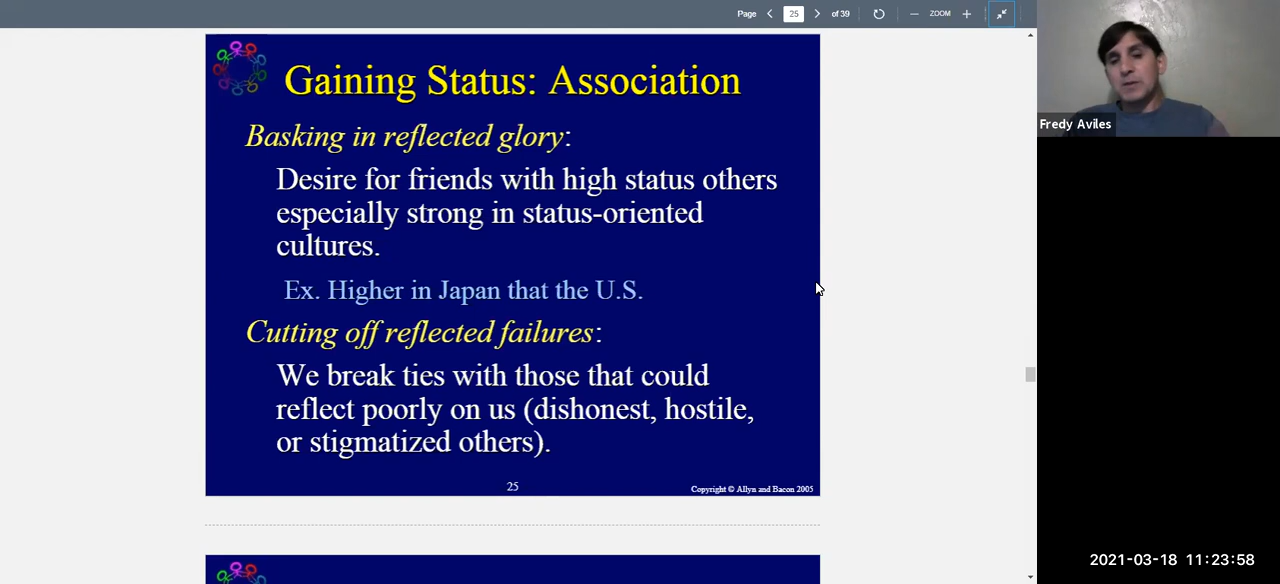 Page 25 of 39 ZOOM
Gaining Status: Association
Basking in reflected glory:
Desire for friends with high status others
especially strong in status-oriented
cultures.
Ex. Higher in Japan that the U.S.
Cutting off reflected failures:
We break ties with those that could
reflect poorly on us (dishonest, hostile,
or stigmatized others).
25
Copyright © Allyn and Bacon 2005
Fredy Aviles
2021-03-18 11:23:58